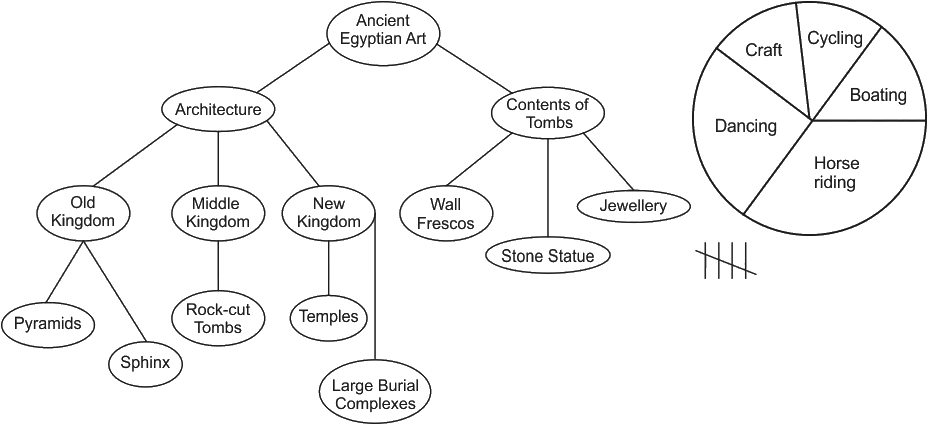 Ancient
Egyptian Art
Architecture
Contents of
Tombs
Old
Kingdom
Middle
Kingdom
New
Kingdom
Wall
Frescos
Stone Statue
Jewellery
Pyramids
Sphinx
Rock-cut
Tombs
Temples
Large Burial
Complexes
Craft
Cycling
Boating
Dancing
Horse
riding